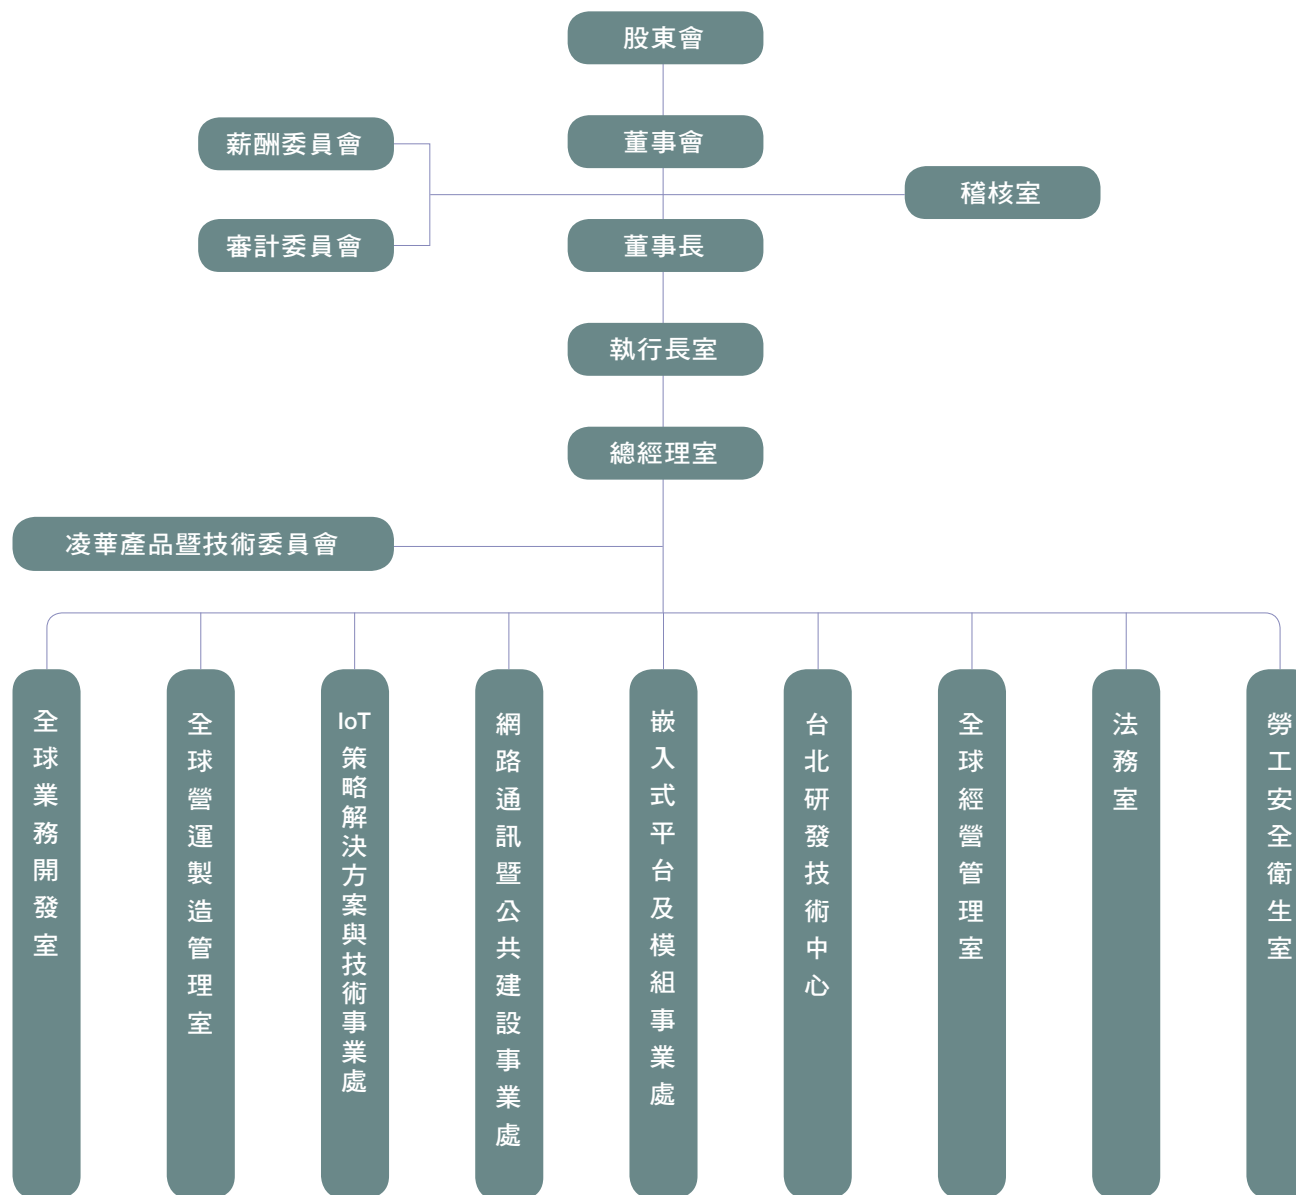 股東會
薪酬委員會
董事會
稽核室
審計委員會
董事長
執行長室
總經理室
凌華產品暨技術委員會
全球業務開發室
全球營運製造管理室
IoT策略解決方案與技術事業處
網路通訊暨公共建設事業處
嵌入式平台及模組事業處
台北研發技術中心
全球經營管理室
法務室
勞工安全衛生室